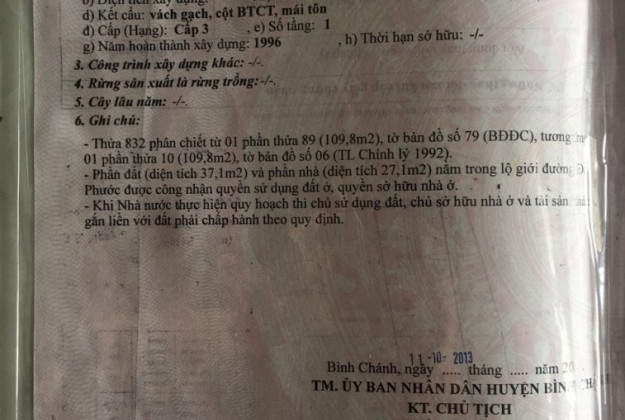 d) Kết cấu: vách gạch, cột BTCT, mái tôn
đ) Cấp (Hạng): Cấp 3 , e) Số tầng: 1
g) Năm hoàn thành xây dựng: 1996 , h) Thời hạn sở hữu: -/-
3. Công trình xây dựng khác: -/-.
4. Rừng sản xuất là rừng trồng: -/-.
5. Cây lâu năm: -/-.
6. Ghi chú:
- Thửa 832 phân chiết từ 01 phần thửa 89 (109,8m2), tờ bản đồ số 79 (BĐĐC), tương
01 phần thửa 10 (109,8m2), tờ bản đồ số 06 (TL Chỉnh lý 1992).
- Phần đất (diện tích 37,1m2) và phần nhà (diện tích 27,1m2) nằm trong lộ giới đường
Phước được công nhận quyền sử dụng đất ở, quyền sở hữu nhà ở.
- Khi Nhà nước thực hiện quy hoạch thì chủ sử dụng đất, chủ sở hữu nhà ở và tài sản
gắn liền với đất phải chấp hành theo quy định.
11-10-2013
Bình Chánh, ngày ..... tháng ..... năm 20
TM. ỦY BAN NHÂN DÂN HUYỆN
KT. CHỦ TỊCH